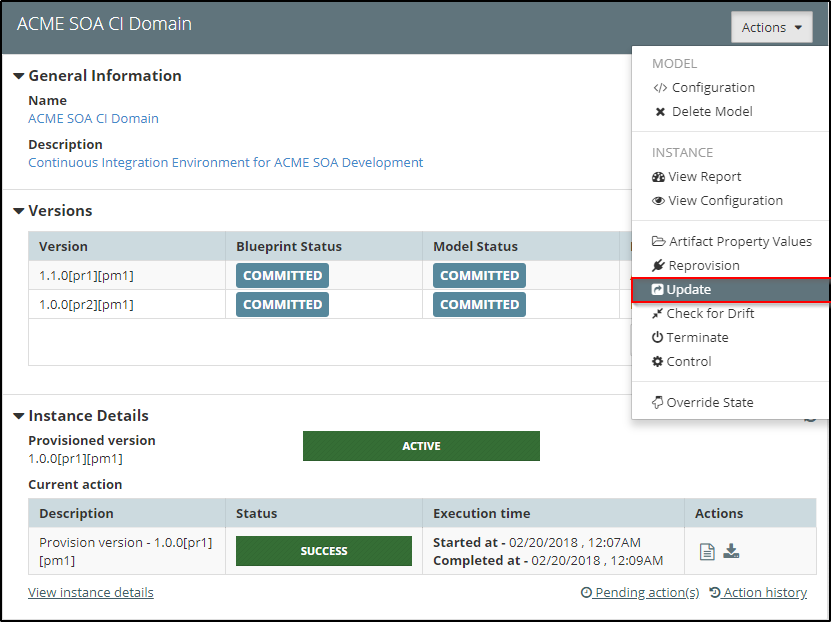 ACME SOA CI Domain
Actions
General Information
Name
ACME SOA CI Domain
Description
Continuous Integration Environment for ACME SOA Development
MODEL
Configuration
Delete Model
INSTANCE
View Report
View Configuration
Artifact Property Values
Reprovision
Update
Check for Drift
Terminate
Control
Override State
Versions
Version Blueprint Status Model Status
1.1.0[pr1][pm1] COMMITTED COMMITTED
1.0.0[pr2][pm1] COMMITTED COMMITTED
Instance Details
Provisioned version
1.0.0[pr1][pm1]
ACTIVE
Current action
Description Status Execution time Actions
Provision version - 1.0.0[pr1]
[pm1]
SUCCESS
Started at - 02/20/2018 , 12:07AM
Completed at - 02/20/2018 , 12:09AM
View instance details Pending action(s) Action history